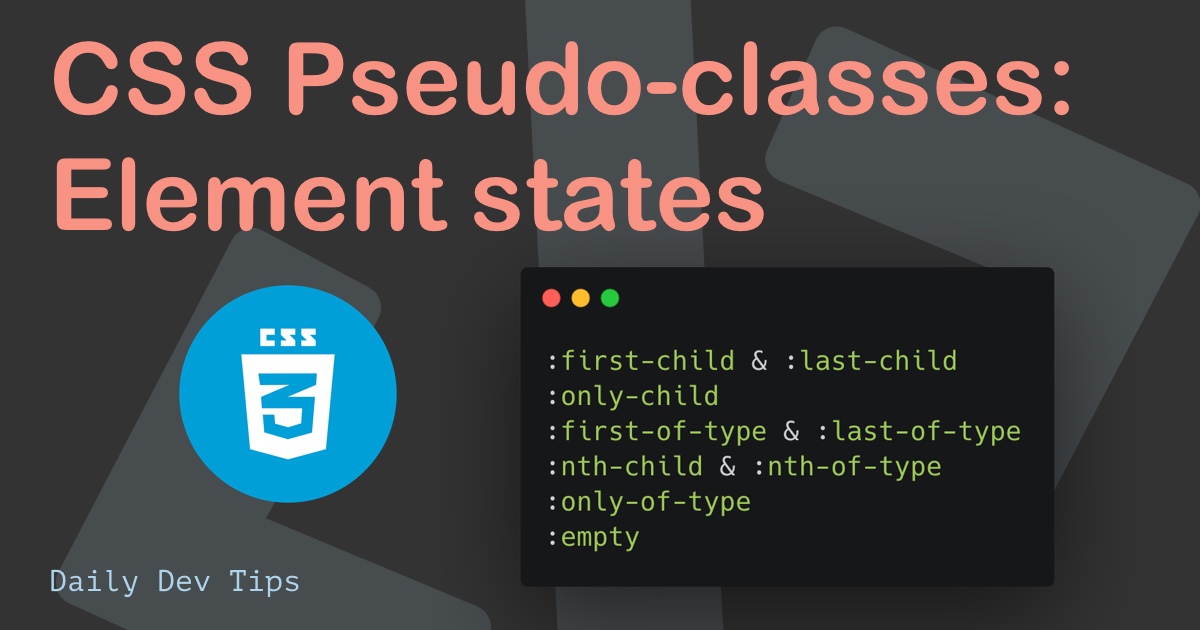 CSS Pseudo-classes:
Element states
CSS
3
:first-child & :last-child
:only-child
:first-of-type & :last-of-type
:nth-child & :nth-of-type
:only-of-type
:empty
Daily Dev Tips